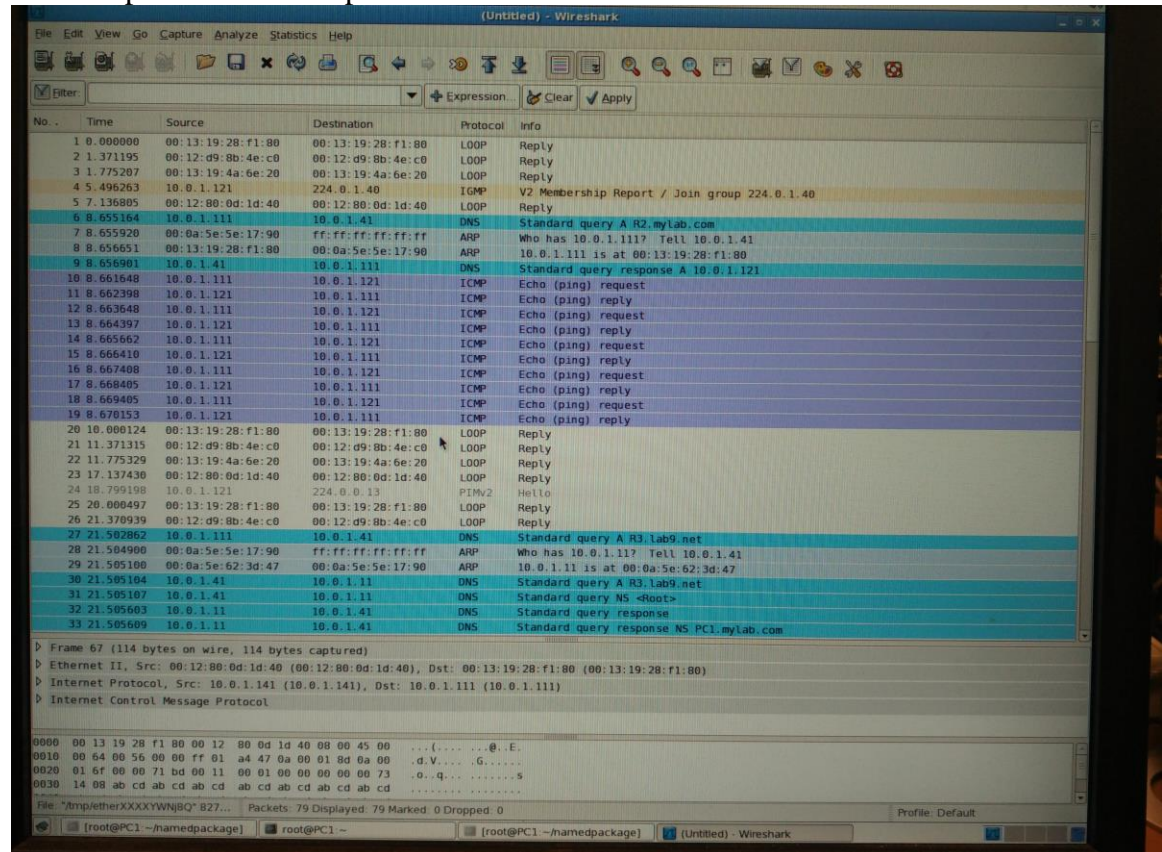 (Untitled) - Wireshark
File Edit View Go Capture Analyze Statistics Help
Filter: Expression... Clear Apply
No. . Time Source Destination Protocol Info
1 0.000000 00:13:19:28:f1:80 00:13:19:28:f1:80 LOOP Reply
2 1.371195 00:12:d9:8b:4e:c0 00:12:d9:8b:4e:c0 LOOP Reply
3 1.775207 00:13:19:4a:6e:20 00:13:19:4a:6e:20 LOOP Reply
4 5.496263 10.0.1.121 224.0.1.40 IGMP V2 Membership Report / Join group 224.0.1.40
5 7.136805 00:12:80:0d:1d:40 00:12:80:0d:1d:40 LOOP Reply
6 8.655164 10.0.1.111 10.0.1.41 DNS Standard query A R2.mylab.com
7 8.655920 00:0a:5e:5e:17:90 ff:ff:ff:ff:ff:ff ARP Who has 10.0.1.111? Tell 10.0.1.41
8 8.656651 00:13:19:28:f1:80 00:0a:5e:5e:17:90 ARP 10.0.1.111 is at 00:13:19:28:f1:80
9 8.656901 10.0.1.41 10.0.1.111 DNS Standard query response A 10.0.1.121
10 8.661648 10.0.1.111 10.0.1.121 ICMP Echo (ping) request
11 8.662398 10.0.1.121 10.0.1.111 ICMP Echo (ping) reply
12 8.663648 10.0.1.111 10.0.1.121 ICMP Echo (ping) request
13 8.664397 10.0.1.121 10.0.1.111 ICMP Echo (ping) reply
14 8.665662 10.0.1.111 10.0.1.121 ICMP Echo (ping) request
15 8.666410 10.0.1.121 10.0.1.111 ICMP Echo (ping) reply
16 8.667408 10.0.1.111 10.0.1.121 ICMP Echo (ping) request
17 8.668405 10.0.1.121 10.0.1.111 ICMP Echo (ping) reply
18 8.669405 10.0.1.111 10.0.1.121 ICMP Echo (ping) request
19 8.670153 10.0.1.121 10.0.1.111 ICMP Echo (ping) reply
20 10.000124 00:13:19:28:f1:80 00:13:19:28:f1:80 LOOP Reply
21 11.371315 00:12:d9:8b:4e:c0 00:12:d9:8b:4e:c0 LOOP Reply
22 11.775329 00:13:19:4a:6e:20 00:13:19:4a:6e:20 LOOP Reply
23 17.137430 00:12:80:0d:1d:40 00:12:80:0d:1d:40 LOOP Reply
24 18.799198 10.0.1.121 224.0.0.13 PIMv2 Hello
25 20.000497 00:13:19:28:f1:80 00:13:19:28:f1:80 LOOP Reply
26 21.370939 00:12:d9:8b:4e:c0 00:12:d9:8b:4e:c0 LOOP Reply
27 21.502862 10.0.1.111 10.0.1.41 DNS Standard query A R3.lab9.net
28 21.504900 00:0a:5e:5e:17:90 ff:ff:ff:ff:ff:ff ARP Who has 10.0.1.11? Tell 10.0.1.41
29 21.505100 00:0a:5e:62:3d:47 00:0a:5e:5e:17:90 ARP 10.0.1.11 is at 00:0a:5e:62:3d:47
30 21.505104 10.0.1.41 10.0.1.11 DNS Standard query A R3.lab9.net
31 21.505107 10.0.1.41 10.0.1.11 DNS Standard query NS <Root>
32 21.505603 10.0.1.11 10.0.1.41 DNS Standard query response
33 21.505609 10.0.1.11 10.0.1.41 DNS Standard query response NS PC1.mylab.com
Frame 67 (114 bytes on wire, 114 bytes captured)
Ethernet II, Src: 00:12:80:0d:1d:40 (00:12:80:0d:1d:40), Dst: 00:13:19:28:f1:80 (00:13:19:28:f1:80)
Internet Protocol, Src: 10.0.1.141 (10.0.1.141), Dst: 10.0.1.111 (10.0.1.111)
Internet Control Message Protocol
0000 00 13 19 28 f1 80 00 12 80 0d 1d 40 08 00 45 00 ...(.... ...@..E.
0010 00 64 00 56 00 00 ff 01 a4 47 0a 00 01 8d 0a 00 .d.V.... .G......
0020 01 6f 00 00 71 bd 00 11 00 01 00 00 00 00 00 73 .o..q... .......s
0030 14 08 ab cd ab cd ab cd ab cd ab cd ab cd ab cd ........ ........
File: "/tmp/etherXXXXYWNj8Q" 827... Packets: 79 Displayed: 79 Marked: 0 Dropped: 0 Profile: Default
[root@PC1:~/namedpackage] root@PC1:~ [root@PC1:~/namedpackage] (Untitled) - Wireshark